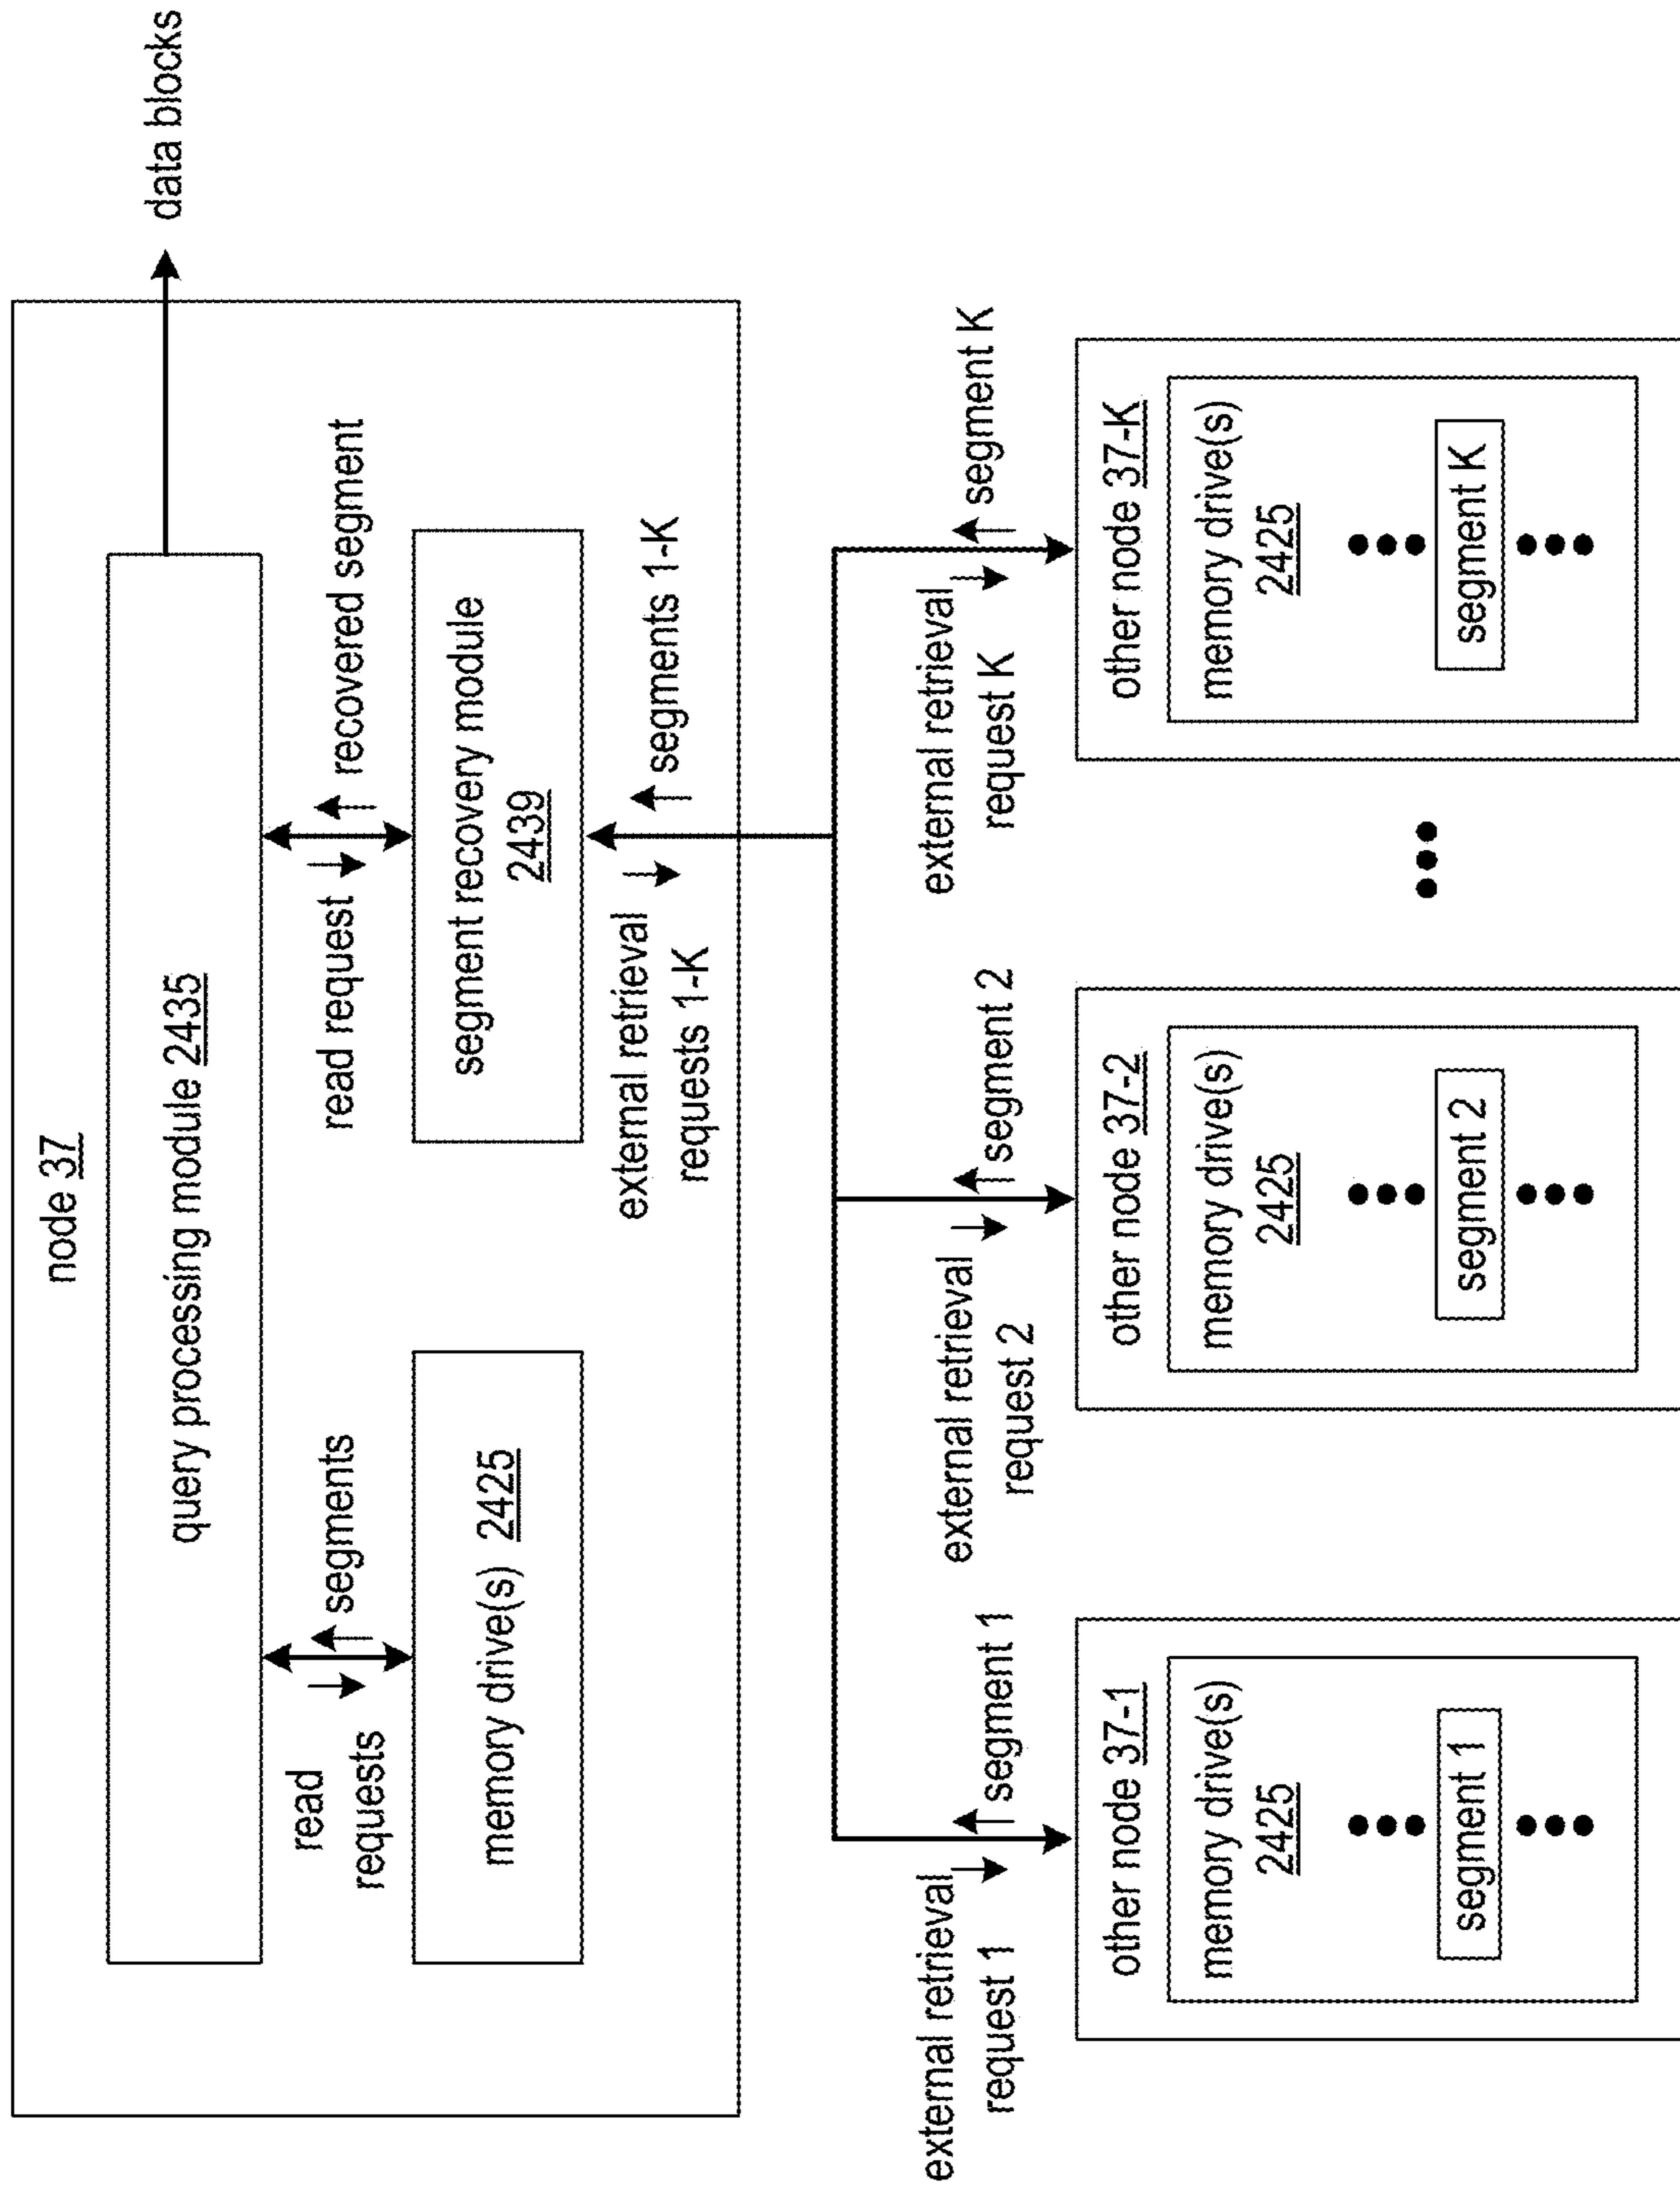 node 37
query processing module 2435
data blocks
read
requests
segments
read request
recovered segment
memory drive(s) 2425
segment recovery module
2439
external retrieval
requests 1-K
segments 1-K
external retrieval
request 1
segment 1
external retrieval
request 2
segment 2
external retrieval
request K
segment K
other node 37-1
memory drive(s)
2425
segment 1
other node 37-2
memory drive(s)
2425
segment 2
other node 37-K
memory drive(s)
2425
segment K